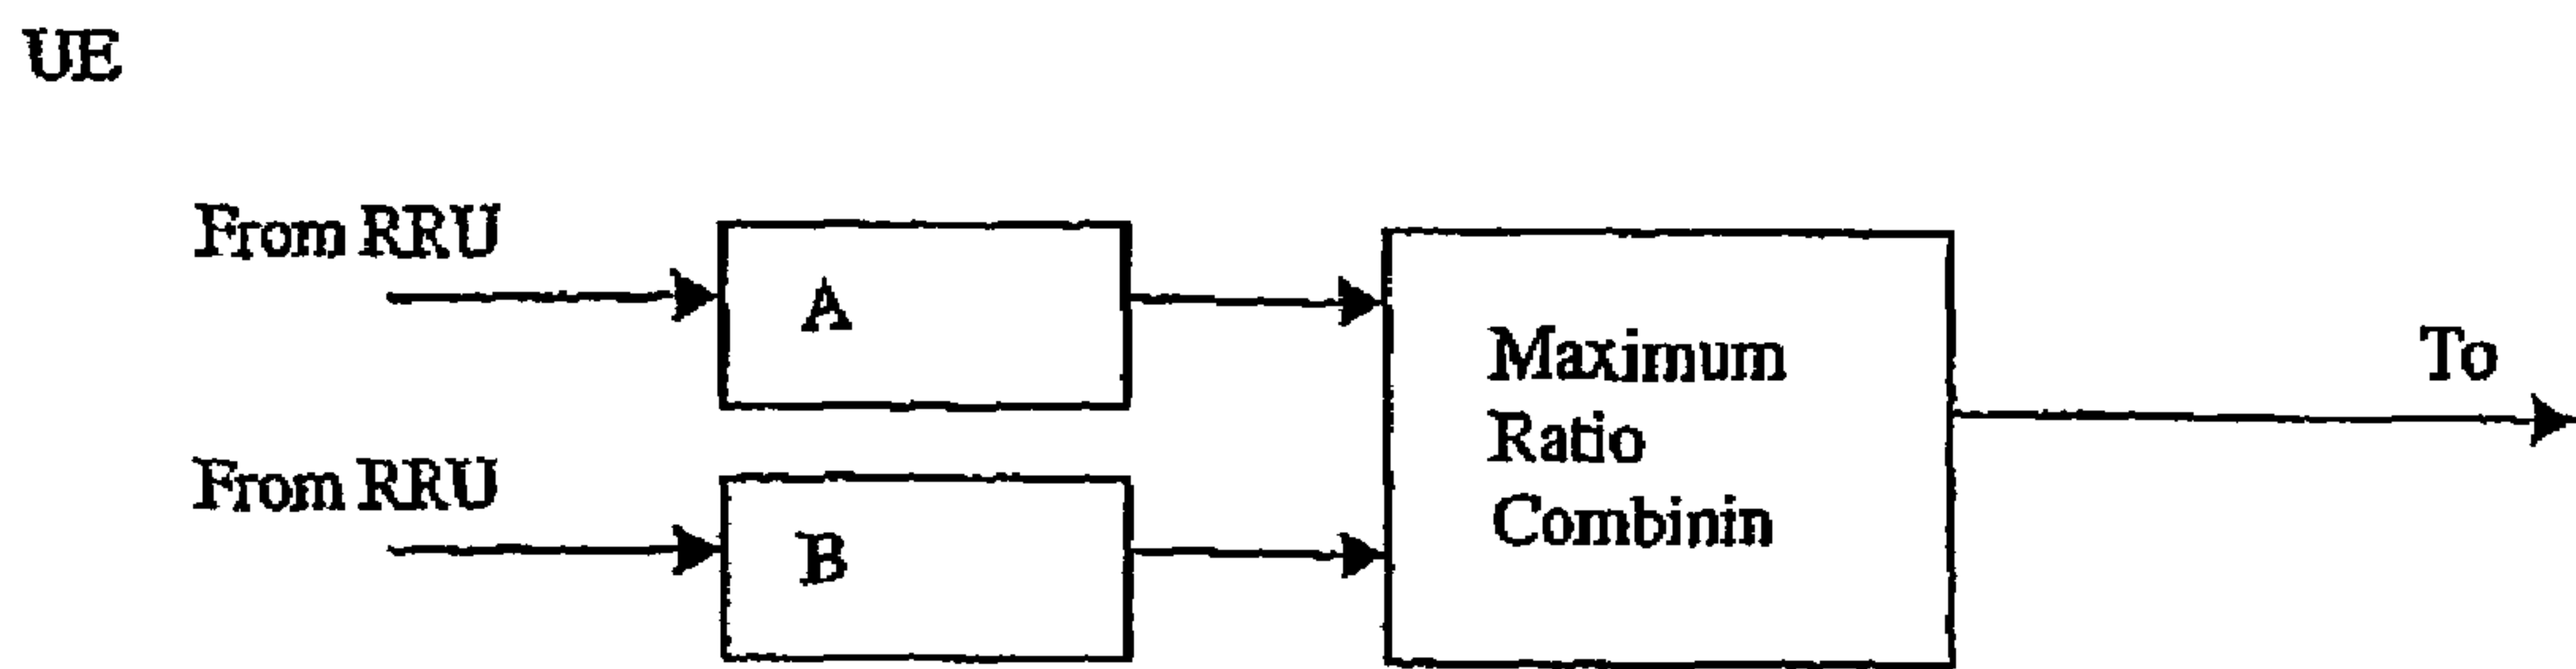 UE
From RRU
A
From RRU
B
Maximum
Ratio
Combinin
To